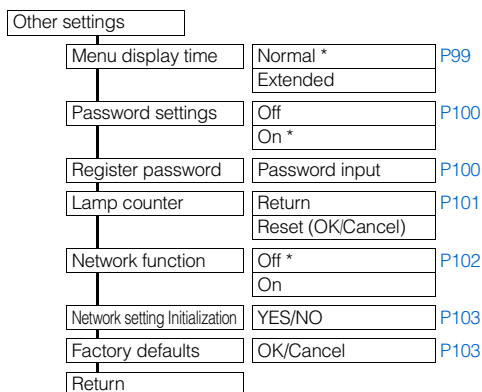 Other settings
Menu display time Normal * P99
Extended
Password settings Off P100
On *
Register password Password input P100
Lamp counter Return P101
Reset (OK/Cancel)
Network function Off * P102
On
Network setting Initialization YES/NO P103
Factory defaults OK/Cancel P103
Return